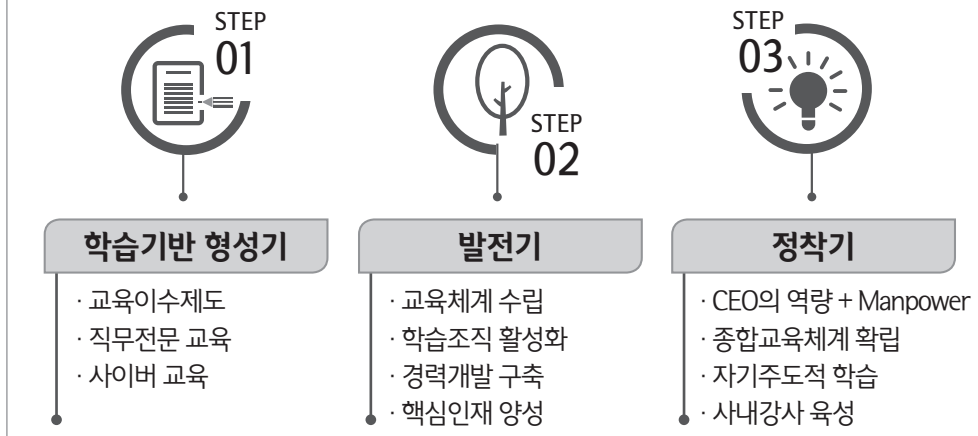 STEP
01
학습기반 형성기
· 교육이수제도
· 직무전문 교육
· 사이버 교육
STEP
02
발전기
· 교육체계 수립
· 학습조직 활성화
· 경력개발 구축
· 핵심인재 양성
STEP
03
정착기
· CEO의 역량 + Manpower
· 종합교육체계 확립
· 자기주도적 학습
· 사내강사 육성